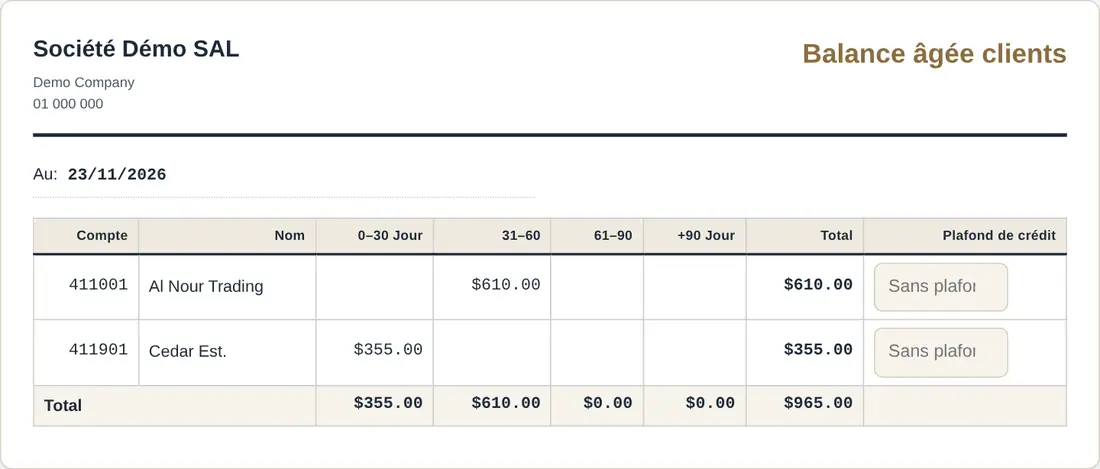 Société Démo SAL
Balance âgée clients
Demo Company
01 000 000
Au: 23/11/2026
Compte Nom 0–30 Jour 31–60 61–90 +90 Jour Total Plafond de crédit
411001 Al Nour Trading $610.00 $610.00 Sans plafor
411901 Cedar Est. $355.00 $355.00 Sans plafor
Total $355.00 $610.00 $0.00 $0.00 $965.00